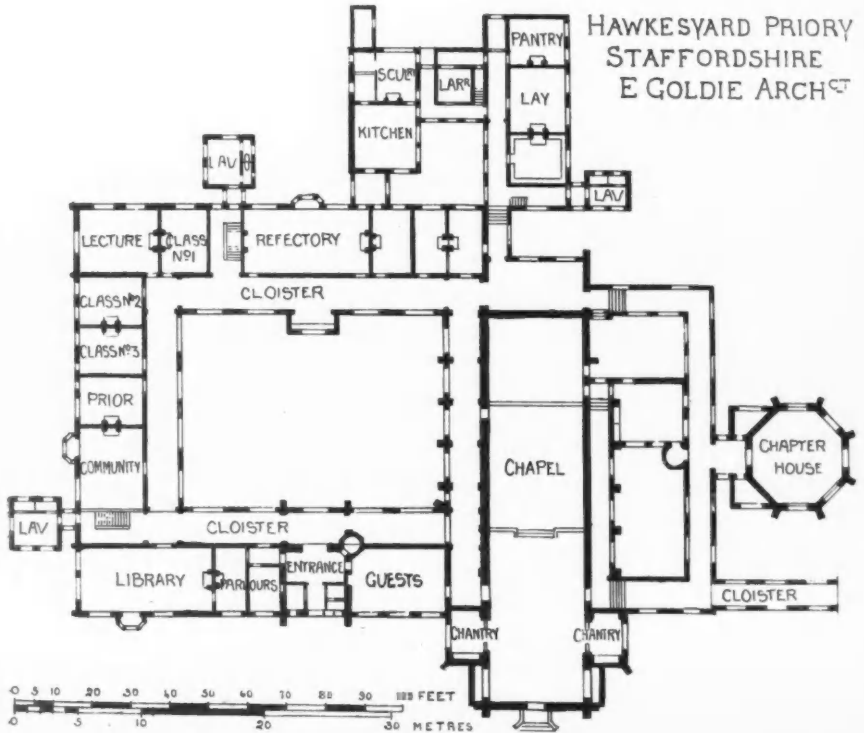 HAWKESYARD PRIORY
STAFFORDSHIRE
E GOLDIE ARCHCT
PANTRY
SCULRY
LARR
LAY
KITCHEN
LAV
LAV
LECTURE
CLASS
No1
REFECTORY
CLOISTER
CLASS No2
CLASS No3
PRIOR
COMMUNITY
CHAPEL
CHAPTER
HOUSE
LAV
CLOISTER
LIBRARY
PARLOURS
ENTRANCE
GUESTS
CLOISTER
CHANTRY
CHANTRY
0 5 10 20 30 40 50 60 70 80 90 100 FEET
0 5 10 20 30 METRES